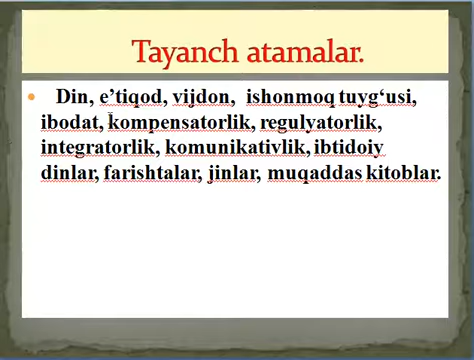 Tayanch atamalar.
Din, e’tiqod, vijdon, ishonmoq tuyg‘usi,
ibodat, kompensatorlik, regulyatorlik,
integratorlik, komunikativlik, ibtidoiy
dinlar, farishtalar, jinlar, muqaddas kitoblar.